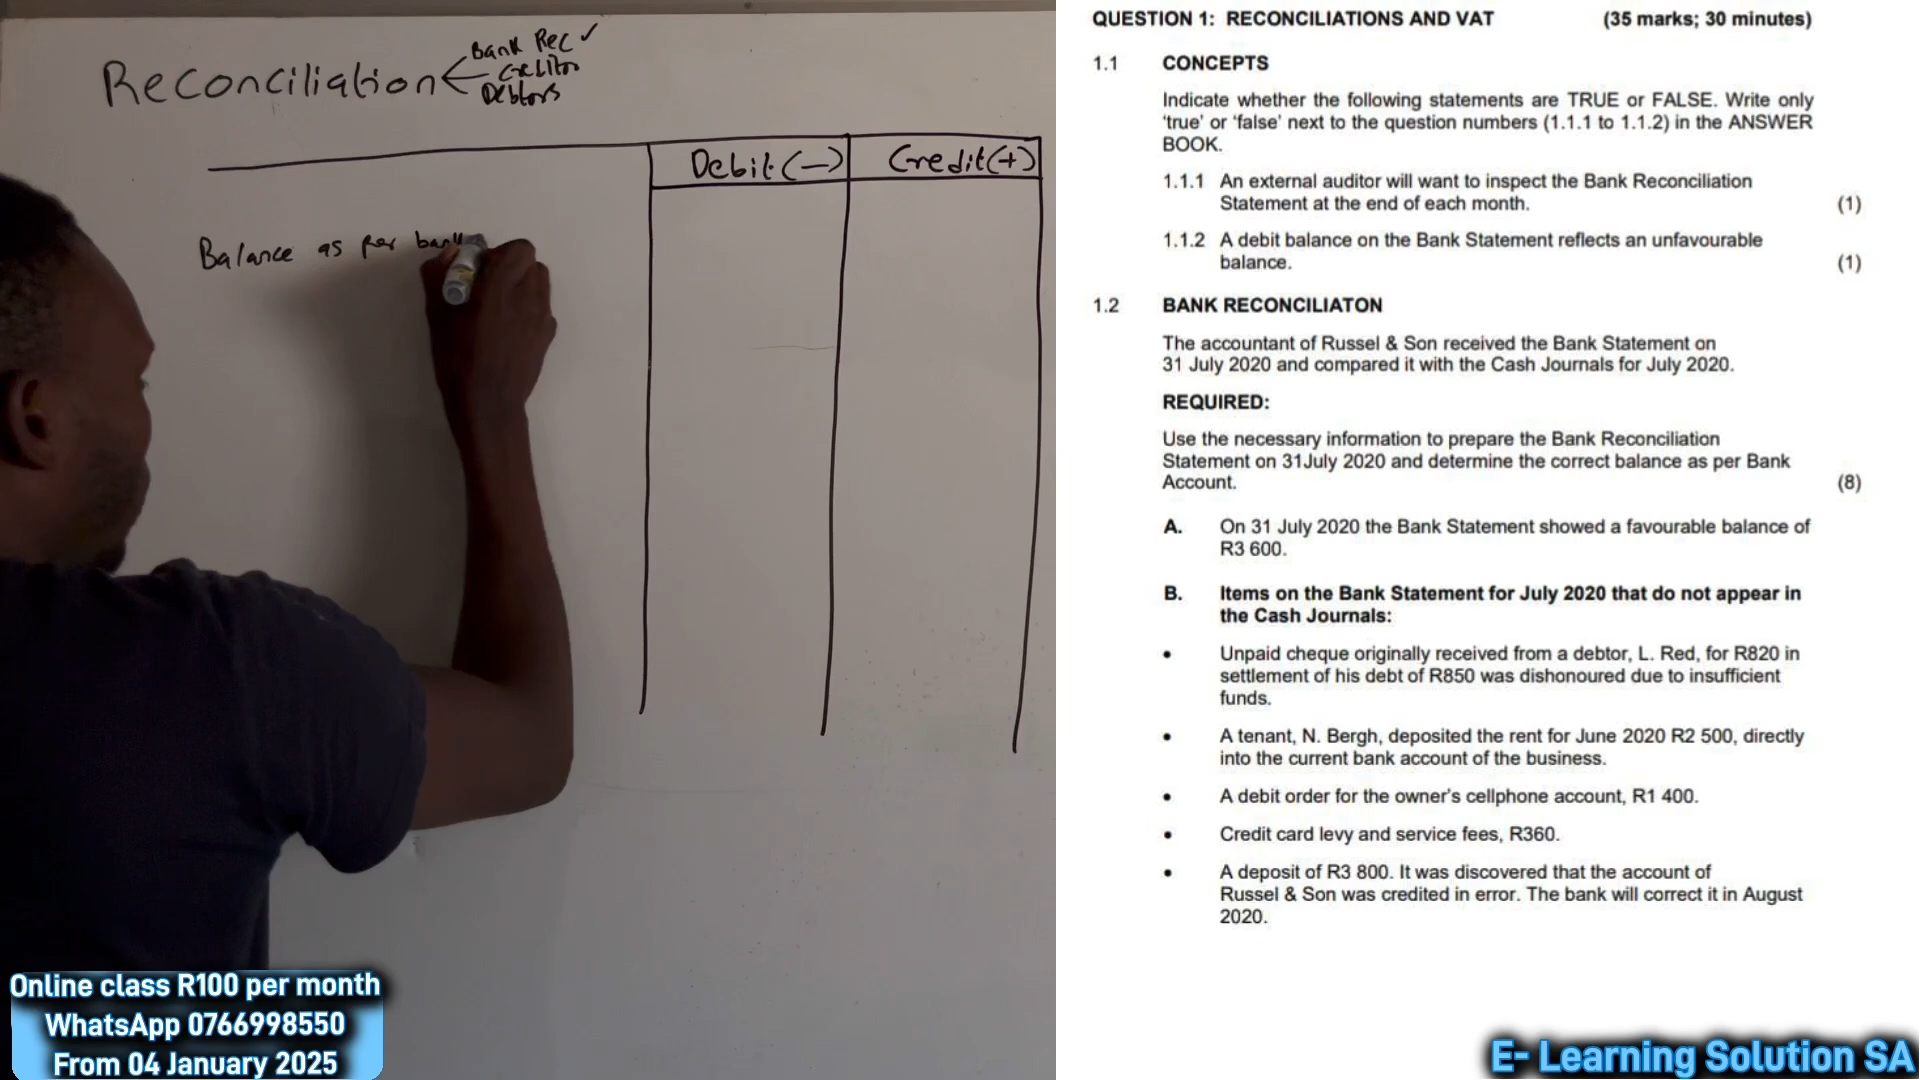 Reconciliation
Bank Rec ✓
Creditor
Debtors
Debit (–)
Credit (+)
Balance as per bank
Online class R100 per month
WhatsApp 0766998550
From 04 January 2025
QUESTION 1: RECONCILIATIONS AND VAT (35 marks; 30 minutes)
1.1 CONCEPTS
Indicate whether the following statements are TRUE or FALSE. Write only
'true' or 'false' next to the question numbers (1.1.1 to 1.1.2) in the ANSWER
BOOK.
1.1.1 An external auditor will want to inspect the Bank Reconciliation
Statement at the end of each month. (1)
1.1.2 A debit balance on the Bank Statement reflects an unfavourable
balance. (1)
1.2 BANK RECONCILIATON
The accountant of Russel & Son received the Bank Statement on
31 July 2020 and compared it with the Cash Journals for July 2020.
REQUIRED:
Use the necessary information to prepare the Bank Reconciliation
Statement on 31July 2020 and determine the correct balance as per Bank
Account. (8)
A. On 31 July 2020 the Bank Statement showed a favourable balance of
R3 600.
B. Items on the Bank Statement for July 2020 that do not appear in
the Cash Journals:
• Unpaid cheque originally received from a debtor, L. Red, for R820 in
settlement of his debt of R850 was dishonoured due to insufficient
funds.
• A tenant, N. Bergh, deposited the rent for June 2020 R2 500, directly
into the current bank account of the business.
• A debit order for the owner's cellphone account, R1 400.
• Credit card levy and service fees, R360.
• A deposit of R3 800. It was discovered that the account of
Russel & Son was credited in error. The bank will correct it in August
2020.
E- Learning Solution SA